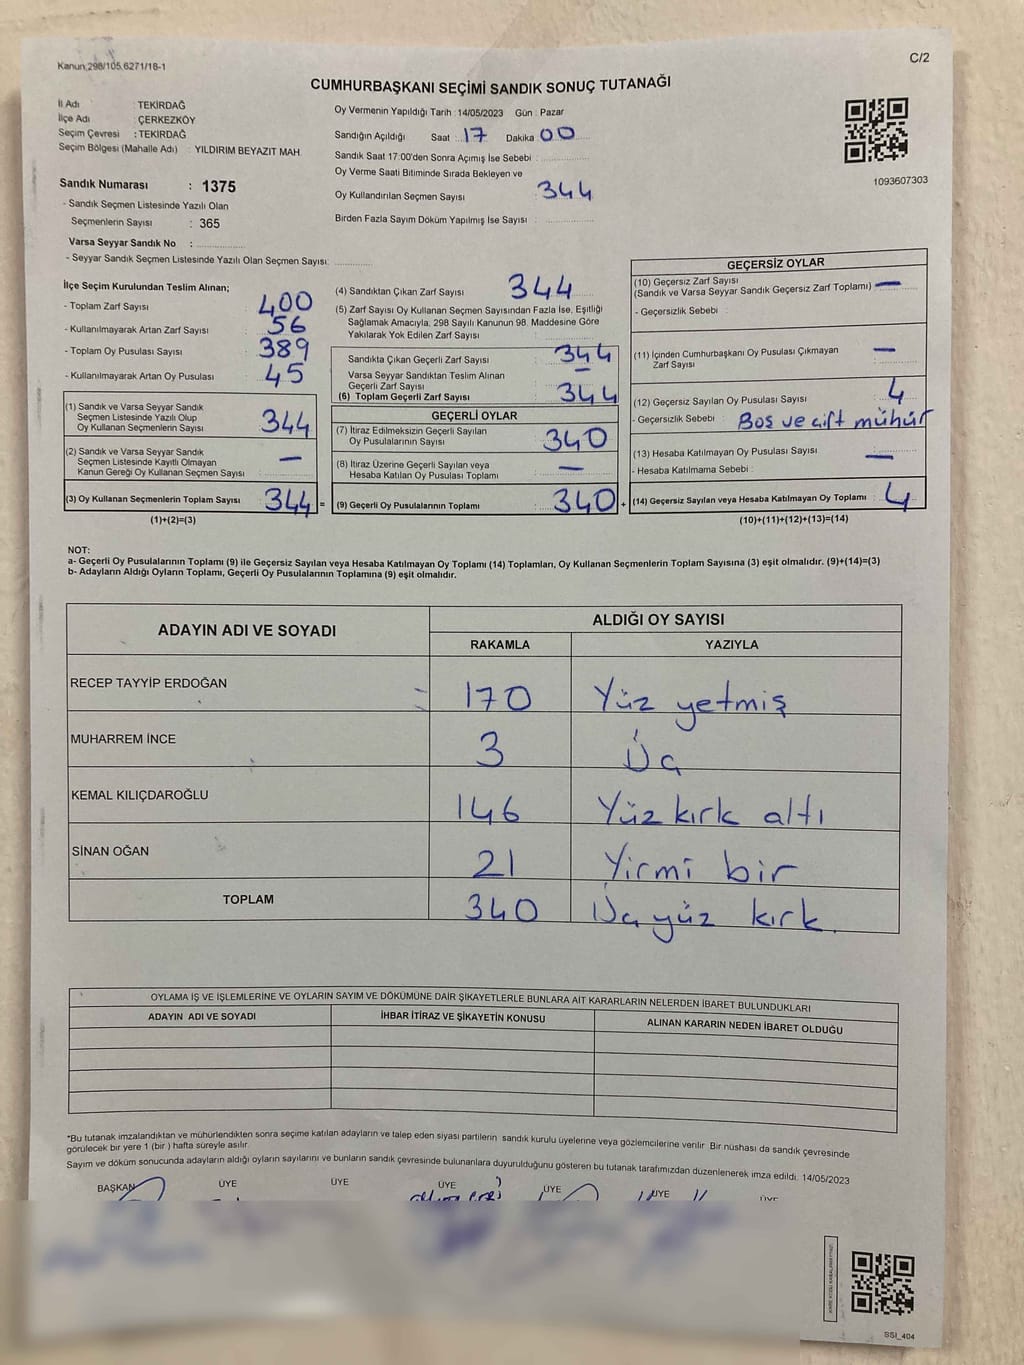 Kanun.298/105.6271/18-1
C/2
CUMHURBAŞKANI SEÇİMİ SANDIK SONUÇ TUTANAĞI
İl Adı : TEKİRDAĞ
İlçe Adı : ÇERKEZKÖY
Seçim Çevresi : TEKİRDAĞ
Seçim Bölgesi (Mahalle Adı) : YILDIRIM BEYAZIT MAH.
Sandık Numarası : 1375
- Sandık Seçmen Listesinde Yazılı Olan
Seçmenlerin Sayısı : 365
Varsa Seyyar Sandık No :
- Seyyar Sandık Seçmen Listesinde Yazılı Olan Seçmen Sayısı:
Oy Vermenin Yapıldığı Tarih :14/05/2023 Gün : Pazar
Sandığın Açıldığı Saat : 17 Dakika 00
Sandık Saat 17:00'den Sonra Açımış İse Sebebi :
Oy Verme Saati Bitiminde Sırada Bekleyen ve
Oy Kullandırılan Seçmen Sayısı : 344
Birden Fazla Sayım Döküm Yapılmış İse Sayısı :
1093607303
İlçe Seçim Kurulundan Teslim Alınan;
- Toplam Zarf Sayısı : 400
- Kullanılmayarak Artan Zarf Sayısı : 56
- Toplam Oy Pusulası Sayısı : 389
- Kullanılmayarak Artan Oy Pusulası : 45
(1) Sandık ve Varsa Seyyar Sandık
Seçmen Listesinde Yazılı Olup
Oy Kullanan Seçmenlerin Sayısı : 344
(2) Sandık ve Varsa Seyyar Sandık
Seçmen Listesinde Kayıtlı Olmayan
Kanun Gereği Oy Kullanan Seçmen Sayısı : —
(3) Oy Kullanan Seçmenlerin Toplam Sayısı : 344 =
(1)+(2)=(3)
(4) Sandıktan Çıkan Zarf Sayısı : 344
(5) Zarf Sayısı Oy Kullanan Seçmen Sayısından Fazla İse, Eşitliği
Sağlamak Amacıyla; 298 Sayılı Kanunun 98. Maddesine Göre
Yakılarak Yok Edilen Zarf Sayısı :
Sandıkta Çıkan Geçerli Zarf Sayısı : 344
Varsa Seyyar Sandıktan Teslim Alınan
Geçerli Zarf Sayısı : —
(6) Toplam Geçerli Zarf Sayısı : 344
GEÇERLİ OYLAR
(7) İtiraz Edilmeksizin Geçerli Sayılan
Oy Pusulalarının Sayısı : 340
(8) İtiraz Üzerine Geçerli Sayılan veya
Hesaba Katılan Oy Pusulası Toplamı : —
(9) Geçerli Oy Pusulalarının Toplamı : 340 +
GEÇERSİZ OYLAR
(10) Geçersiz Zarf Sayısı
(Sandık ve Varsa Seyyar Sandık Geçersiz Zarf Toplamı) : —
- Geçersizlik Sebebi :
(11) İçinden Cumhurbaşkanı Oy Pusulası Çıkmayan
Zarf Sayısı : —
(12) Geçersiz Sayılan Oy Pusulası Sayısı : 4
- Geçersizlik Sebebi : Boş ve çift mühür
(13) Hesaba Katılmayan Oy Pusulası Sayısı : —
- Hesaba Katılmama Sebebi :
(14) Geçersiz Sayılan veya Hesaba Katılmayan Oy Toplamı : 4
(10)+(11)+(12)+(13)=(14)
NOT:
a- Geçerli Oy Pusulalarının Toplamı (9) ile Geçersiz Sayılan veya Hesaba Katılmayan Oy Toplamı (14) Toplamları, Oy Kullanan Seçmenlerin Toplam Sayısına (3) eşit olmalıdır. (9)+(14)=(3)
b- Adayların Aldığı Oyların Toplamı, Geçerli Oy Pusulalarının Toplamına (9) eşit olmalıdır.
ADAYIN ADI VE SOYADI ALDIĞI OY SAYISI
RAKAMLA YAZIYLA
RECEP TAYYİP ERDOĞAN 170 Yüz yetmiş
MUHARREM İNCE 3 Üç
KEMAL KILIÇDAROĞLU 146 Yüz kırk altı
SİNAN OĞAN 21 Yirmi bir
TOPLAM 340 Üçyüz kırk.
OYLAMA İŞ VE İŞLEMLERİNE VE OYLARIN SAYIM VE DÖKÜMÜNE DAİR ŞİKAYETLERLE BUNLARA AİT KARARLARIN NELERDEN İBARET BULUNDUKLARI
ADAYIN ADI VE SOYADI İHBAR İTİRAZ VE ŞİKAYETİN KONUSU ALINAN KARARIN NEDEN İBARET OLDUĞU
*Bu tutanak imzalandıktan ve mühürlendikten sonra seçime katılan adayların ve talep eden siyasi partilerin sandık kurulu üyelerine veya gözlemcilerine verilir. Bir nüshası da sandık çevresinde
görülecek bir yere 1 (bir) hafta süreyle asılır.
Sayım ve döküm sonucunda adayların aldığı oyların sayılarını ve bunların sandık çevresinde bulunanlara duyurulduğunu gösteren bu tutanak tarafımızdan düzenlenerek imza edildi. 14/05/2023
BAŞKAN ÜYE ÜYE ÜYE ÜYE ÜYE ÜYE
SSI_404